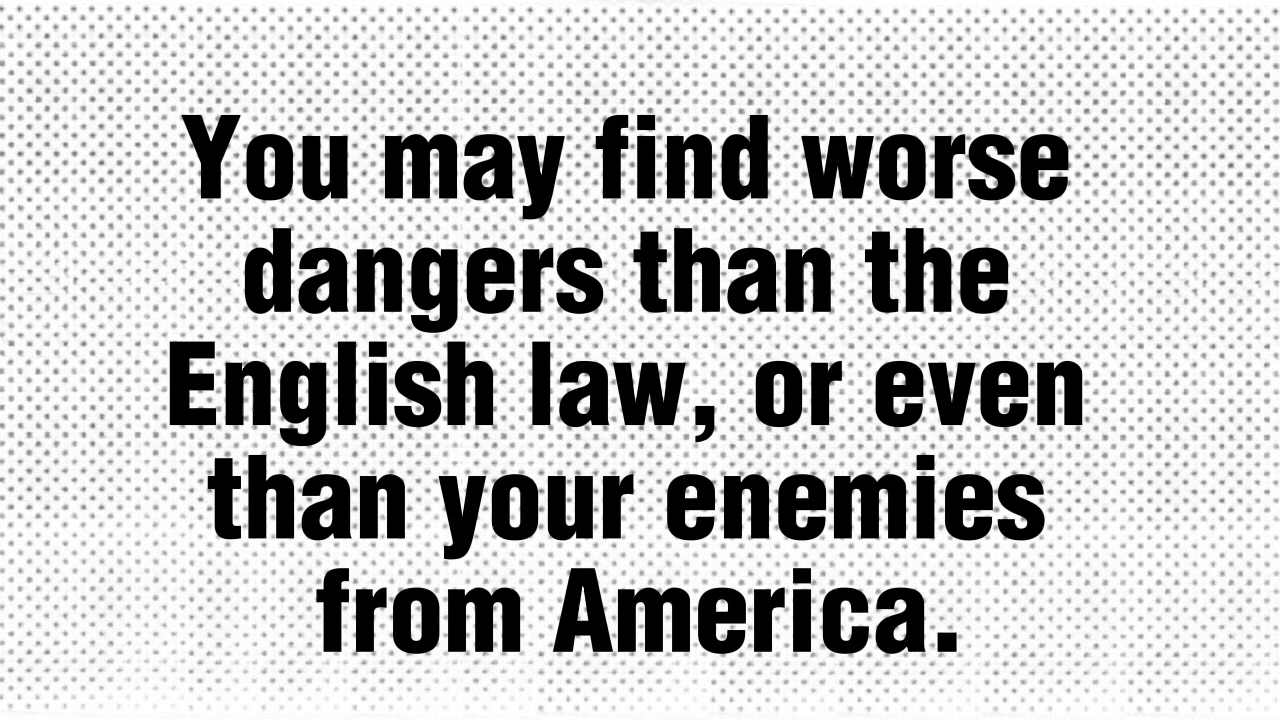 You may find worse
dangers than the
English law, or even
than your enemies
from America.